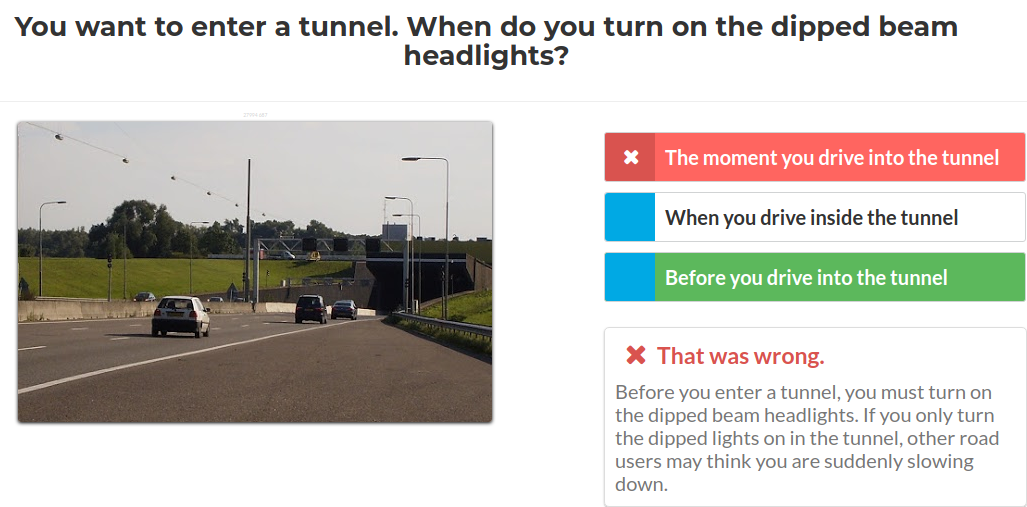 You want to enter a tunnel. When do you turn on the dipped beam
headlights?
The moment you drive into the tunnel
When you drive inside the tunnel
Before you drive into the tunnel
That was wrong.
Before you enter a tunnel, you must turn on
the dipped beam headlights. If you only turn
the dipped lights on in the tunnel, other road
users may think you are suddenly slowing
down.